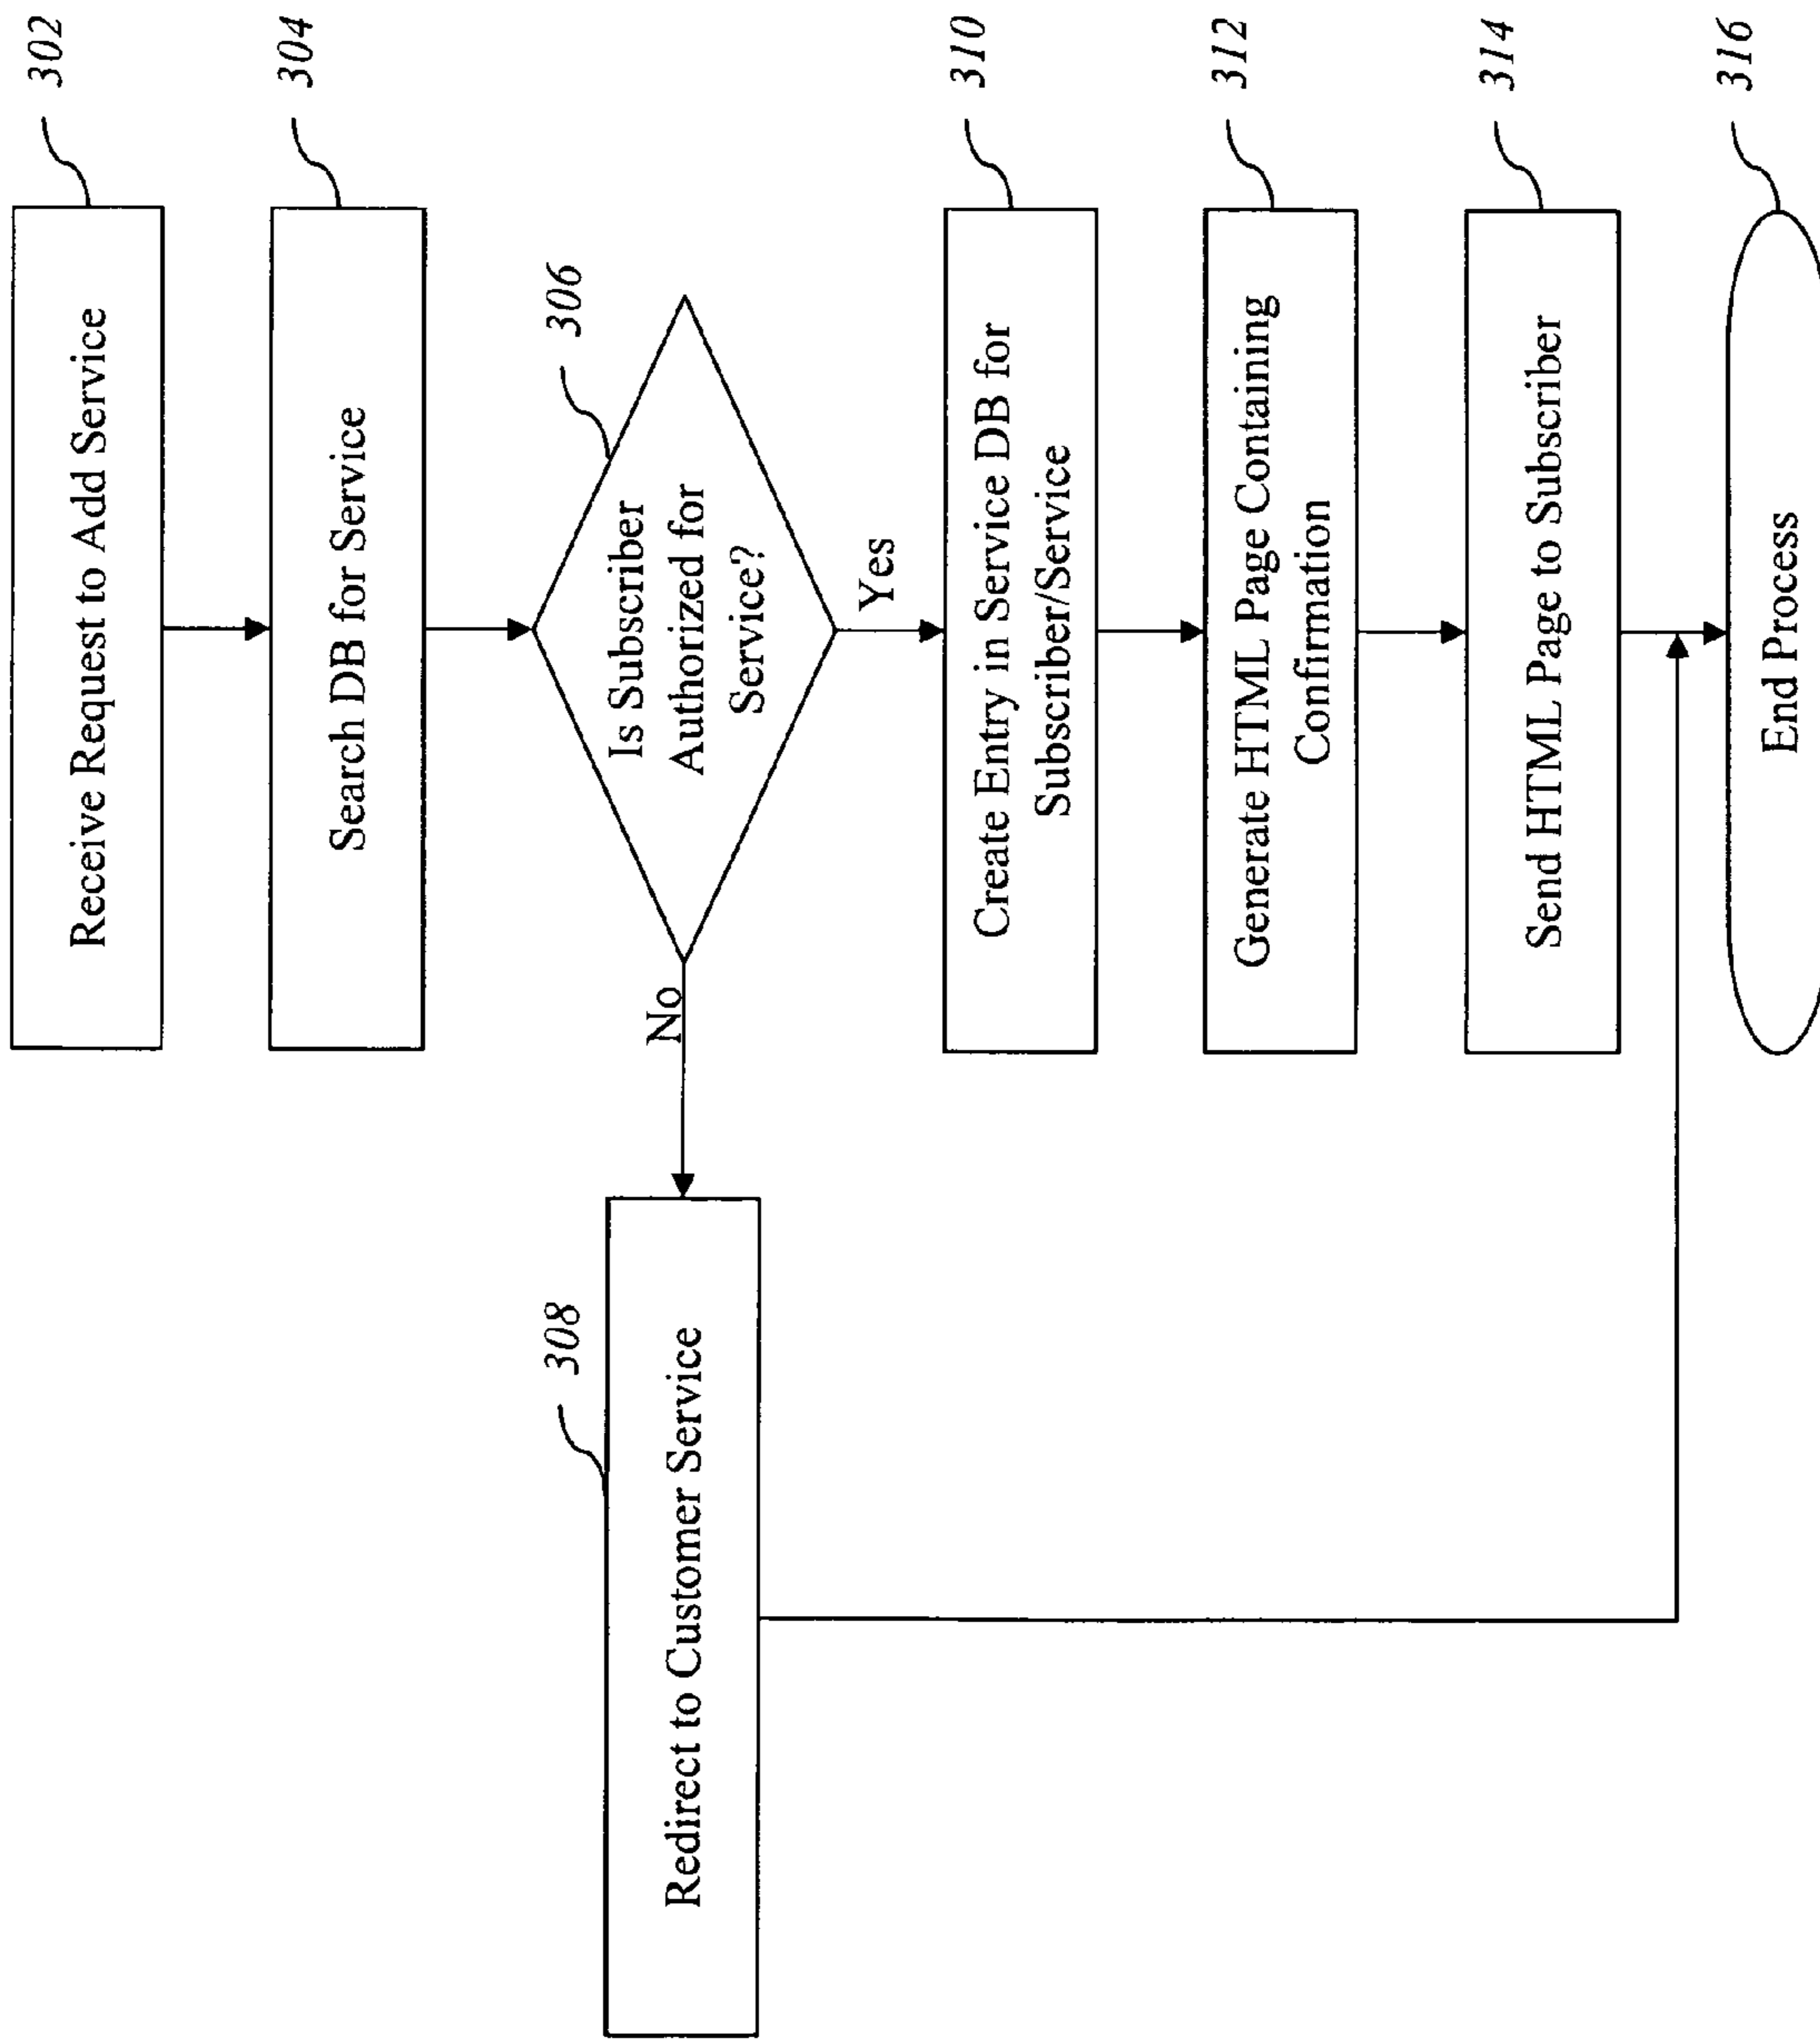 302
Receive Request to Add Service
304
Search DB for Service
306
Is Subscriber
Authorized for
Service?
No
Yes
308
Redirect to Customer Service
310
Create Entry in Service DB for
Subscriber/Service
312
Generate HTML Page Containing
Confirmation
314
Send HTML Page to Subscriber
316
End Process